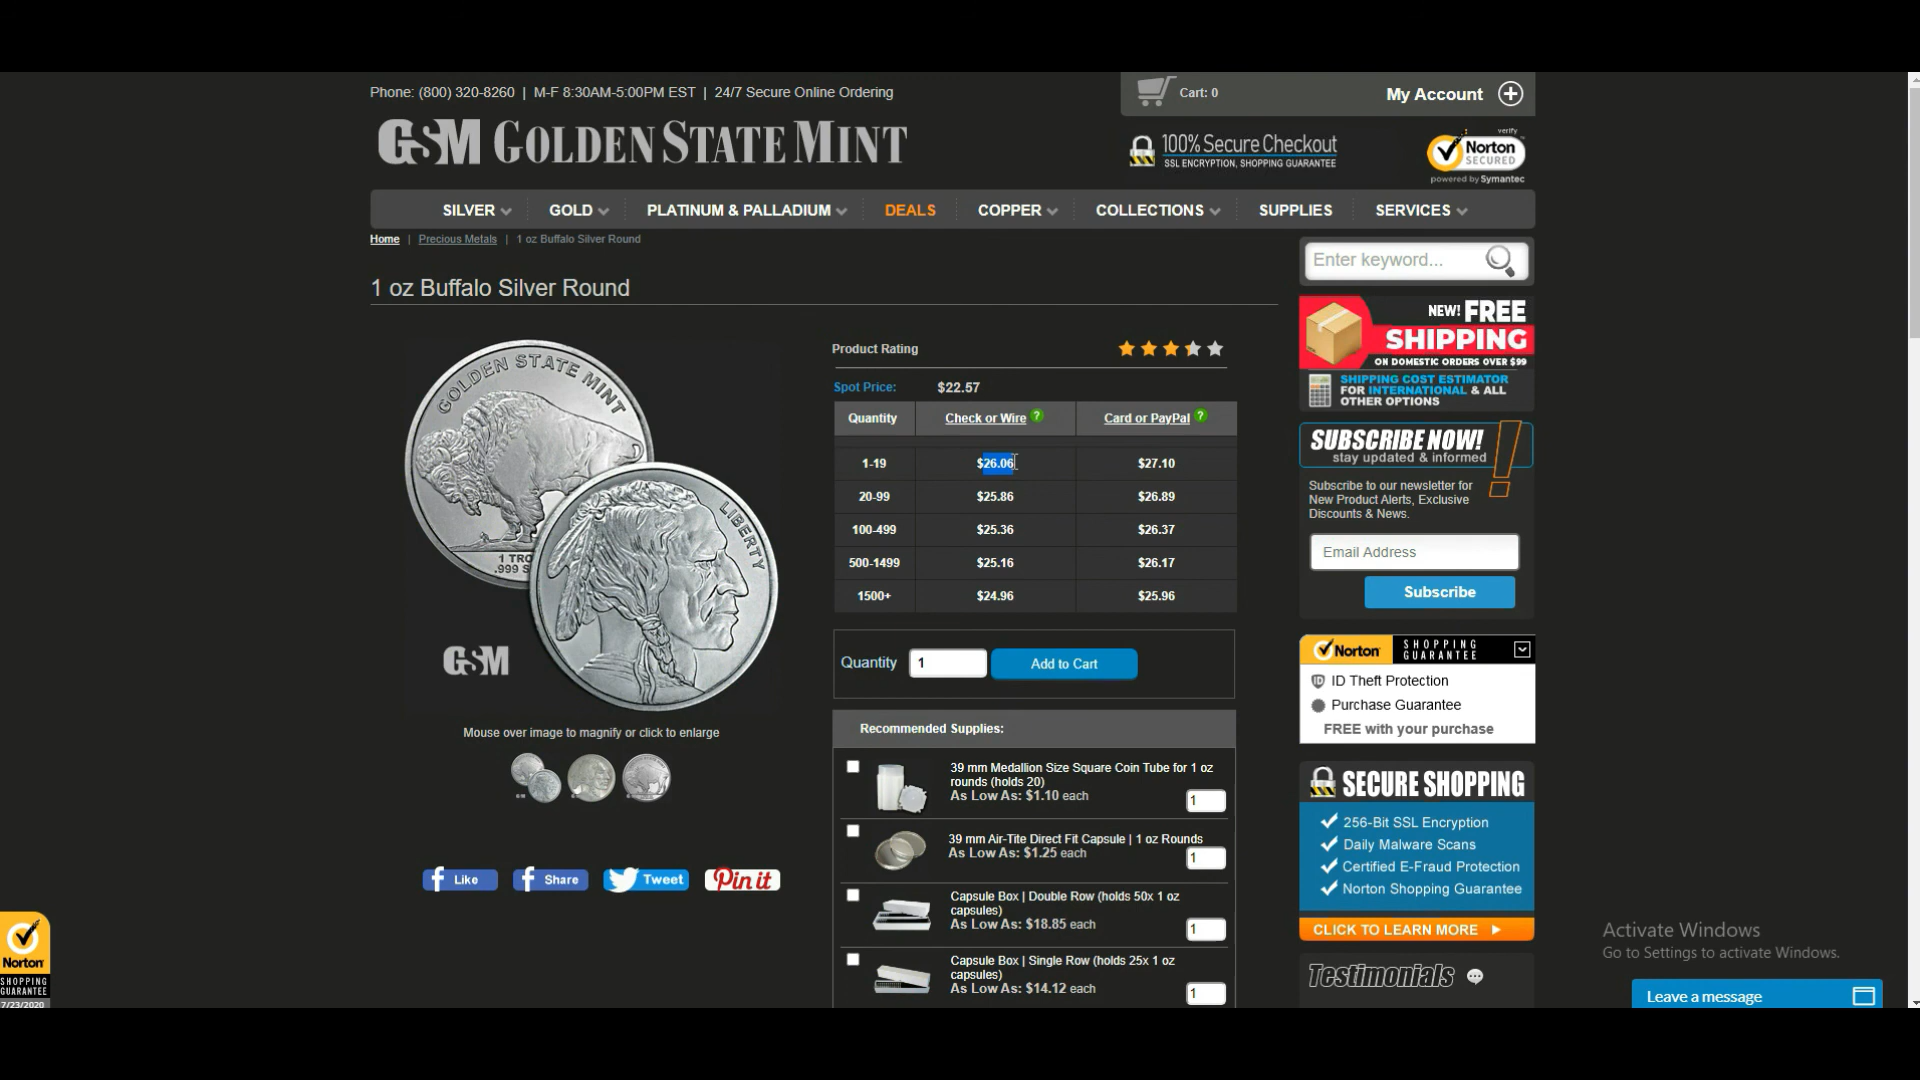 Phone: (800) 320-8260 | M-F 8:30AM-5:00PM EST | 24/7 Secure Online Ordering
Cart: 0
My Account
GSM GOLDEN STATE MINT
100% Secure Checkout
SSL ENCRYPTION, SHOPPING GUARANTEE
verify
Norton
SECURED
powered by Symantec
SILVER
GOLD
PLATINUM & PALLADIUM
DEALS
COPPER
COLLECTIONS
SUPPLIES
SERVICES
Home | Precious Metals | 1 oz Buffalo Silver Round
Enter keyword...
1 oz Buffalo Silver Round
NEW! FREE
SHIPPING
ON DOMESTIC ORDERS OVER $99
SHIPPING COST ESTIMATOR
FOR INTERNATIONAL & ALL
OTHER OPTIONS
GOLDEN STATE MINT
1 TRO
.999 S
LIBERTY
GSM
Product Rating
Spot Price: $22.57
Quantity Check or Wire ? Card or PayPal ?
1-19 $26.06 $27.10
20-99 $25.86 $26.89
100-499 $25.36 $26.37
500-1499 $25.16 $26.17
1500+ $24.96 $25.96
Quantity 1 Add to Cart
SUBSCRIBE NOW!
stay updated & informed
Subscribe to our newsletter for
New Product Alerts, Exclusive
Discounts & News.
Email Address
Subscribe
Mouse over image to magnify or click to enlarge
Like
Share
Tweet
Pin it
Recommended Supplies:
39 mm Medallion Size Square Coin Tube for 1 oz
rounds (holds 20)
As Low As: $1.10 each
1
39 mm Air-Tite Direct Fit Capsule | 1 oz Rounds
As Low As: $1.25 each
1
Capsule Box | Double Row (holds 50x 1 oz
capsules)
As Low As: $18.85 each
1
Capsule Box | Single Row (holds 25x 1 oz
capsules)
As Low As: $14.12 each
1
Norton SHOPPING
GUARANTEE
ID Theft Protection
Purchase Guarantee
FREE with your purchase
SECURE SHOPPING
256-Bit SSL Encryption
Daily Malware Scans
Certified E-Fraud Protection
Norton Shopping Guarantee
CLICK TO LEARN MORE
Testimonials
Norton
SHOPPING
GUARANTEE
7/23/2020
Activate Windows
Go to Settings to activate Windows.
Leave a message